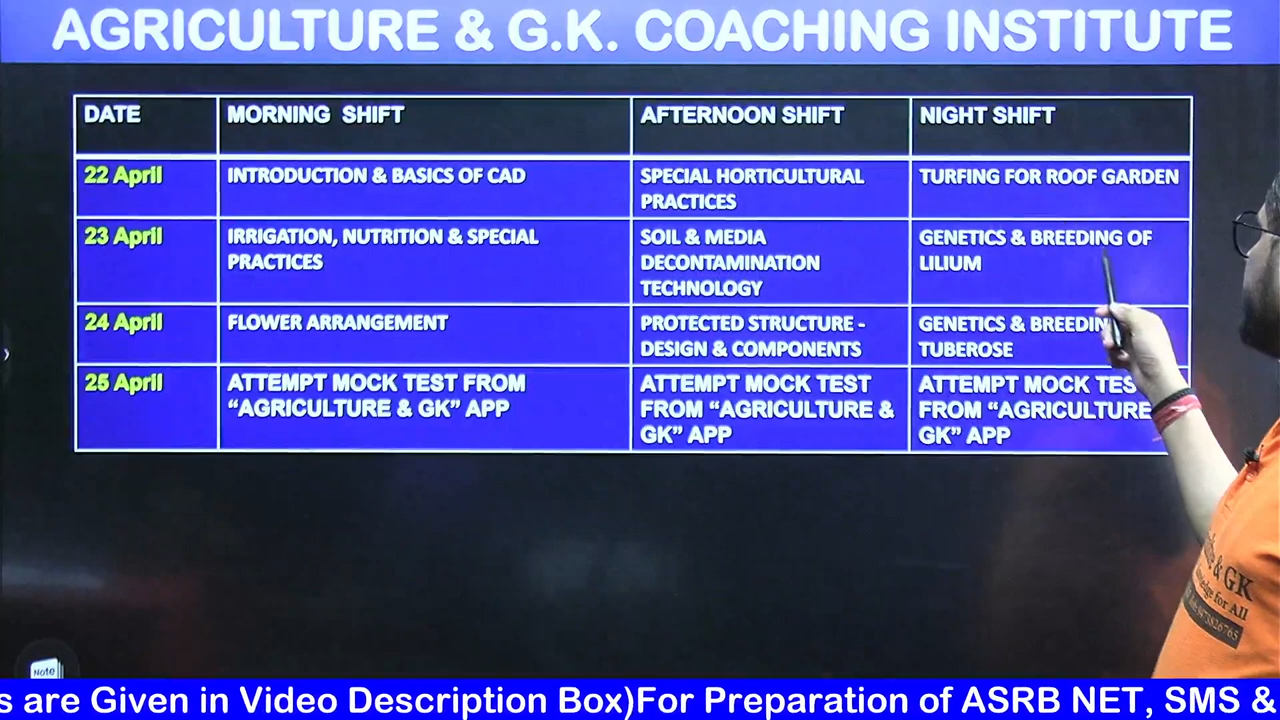 AGRICULTURE & G.K. COACHING INSTITUTE
DATE
MORNING SHIFT
AFTERNOON SHIFT
NIGHT SHIFT
22 April
INTRODUCTION & BASICS OF CAD
SPECIAL HORTICULTURAL
PRACTICES
TURFING FOR ROOF GARDEN
23 April
IRRIGATION, NUTRITION & SPECIAL
PRACTICES
SOIL & MEDIA
DECONTAMINATION
TECHNOLOGY
GENETICS & BREEDING OF
LILIUM
24 April
FLOWER ARRANGEMENT
PROTECTED STRUCTURE -
DESIGN & COMPONENTS
GENETICS &
TUBEROSE
25 April
ATTEMPT MOCK TEST FROM
“AGRICULTURE & GK” APP
ATTEMPT MOCK TEST
FROM “AGRICULTURE &
GK” APP
ATTEMPT MOCK
FROM “AGRICULTURE
GK” APP
& GK
for All
Note
are Given in Video Description Box)For Preparation of ASRB NET, SMS &